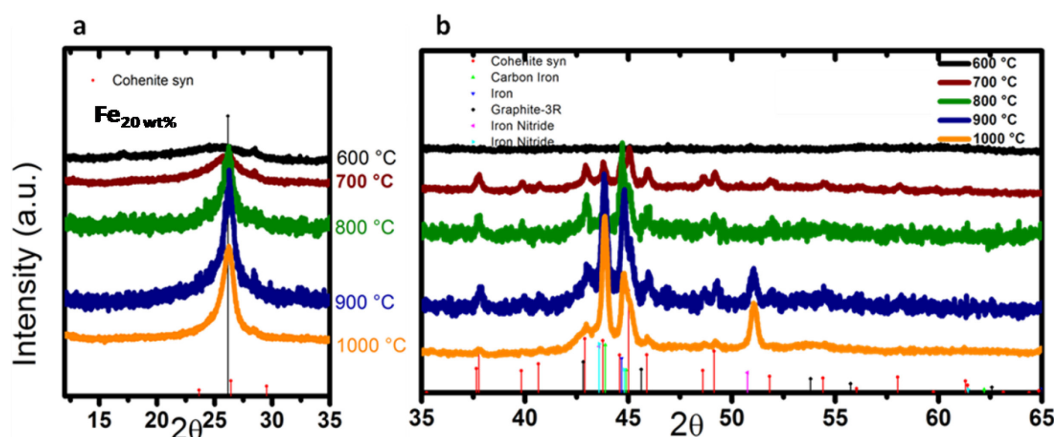 a
Cohenite syn
Fe20 wt%
600 °C
700 °C
800 °C
900 °C
1000 °C
15 20 25 30 35
2θ
Intensity (a.u.)
b
Cohenite syn
Carbon Iron
Iron
Graphite-3R
Iron Nitride
Iron Nitride
600 °C
700 °C
800 °C
900 °C
1000 °C
35 40 45 50 55 60 65
2θ